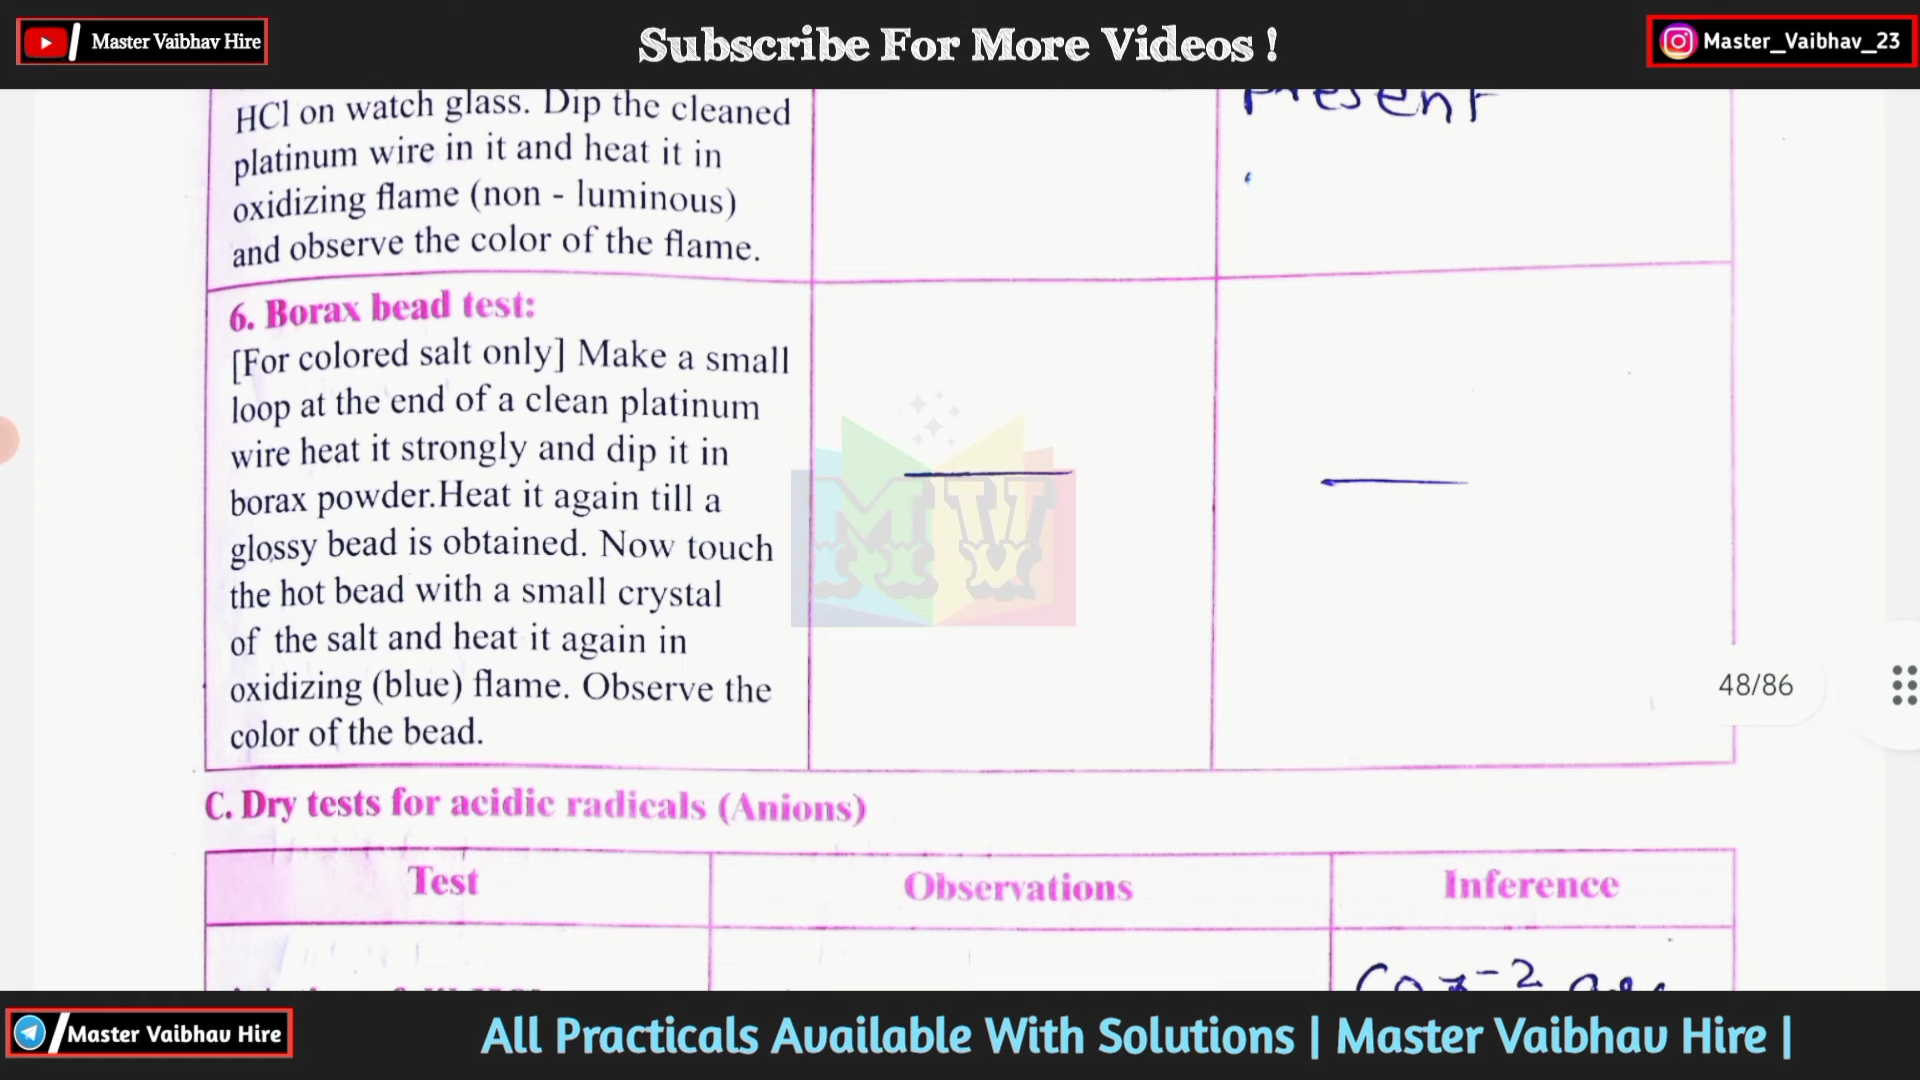 Master Vaibhav Hire
Subscribe For More Videos !
Master_Vaibhav_23
HCl on watch glass. Dip the cleaned
platinum wire in it and heat it in
oxidizing flame (non - luminous)
and observe the color of the flame.
Present
6. Borax bead test:
[For colored salt only] Make a small
loop at the end of a clean platinum
wire heat it strongly and dip it in
borax powder.Heat it again till a
glossy bead is obtained. Now touch
the hot bead with a small crystal
of the salt and heat it again in
oxidizing (blue) flame. Observe the
color of the bead.
MV
48/86
C. Dry tests for acidic radicals (Anions)
Test
Observations
Inference
Master Vaibhav Hire
All Practicals Available With Solutions | Master Vaibhav Hire |